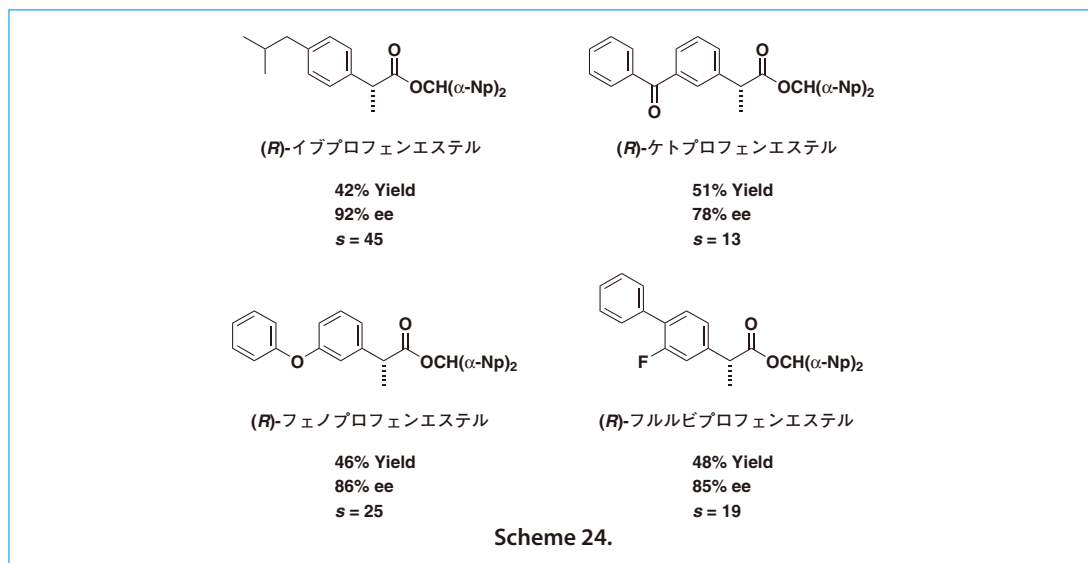 O
OCH(α-Np)2
(R)-イブプロフェンエステル
42% Yield
92% ee
s = 45
O
O
OCH(α-Np)2
(R)-ケトプロフェンエステル
51% Yield
78% ee
s = 13
O
O
OCH(α-Np)2
(R)-フェノプロフェンエステル
46% Yield
86% ee
s = 25
F
O
OCH(α-Np)2
(R)-フルルビプロフェンエステル
48% Yield
85% ee
s = 19
Scheme 24.